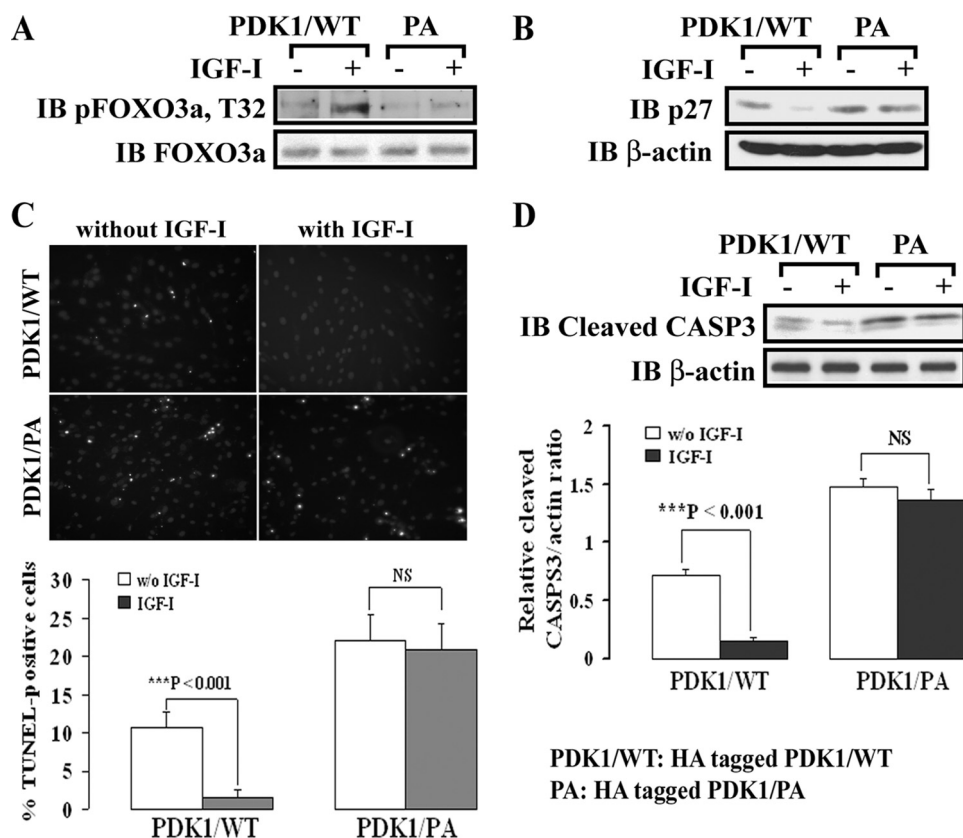 A
PDK1/WT PA
IGF-I - + - +
IB pFOXO3a, T32
IB FOXO3a
B
PDK1/WT PA
IGF-I - + - +
IB p27
IB β-actin
C
without IGF-I with IGF-I
PDK1/WT
PDK1/PA
% TUNEL-positive cells
30
25
20
15
10
5
0
w/o IGF-I
IGF-I
***P < 0.001
NS
PDK1/WT PDK1/PA
D
PDK1/WT PA
IGF-I - + - +
IB Cleaved CASP3
IB β-actin
Relative cleaved
CASPS3/actin ratio
2
1.5
1
0.5
0
w/o IGF-I
IGF-I
***P < 0.001
NS
PDK1/WT PDK1/PA
PDK1/WT: HA tagged PDK1/WT
PA: HA tagged PDK1/PA